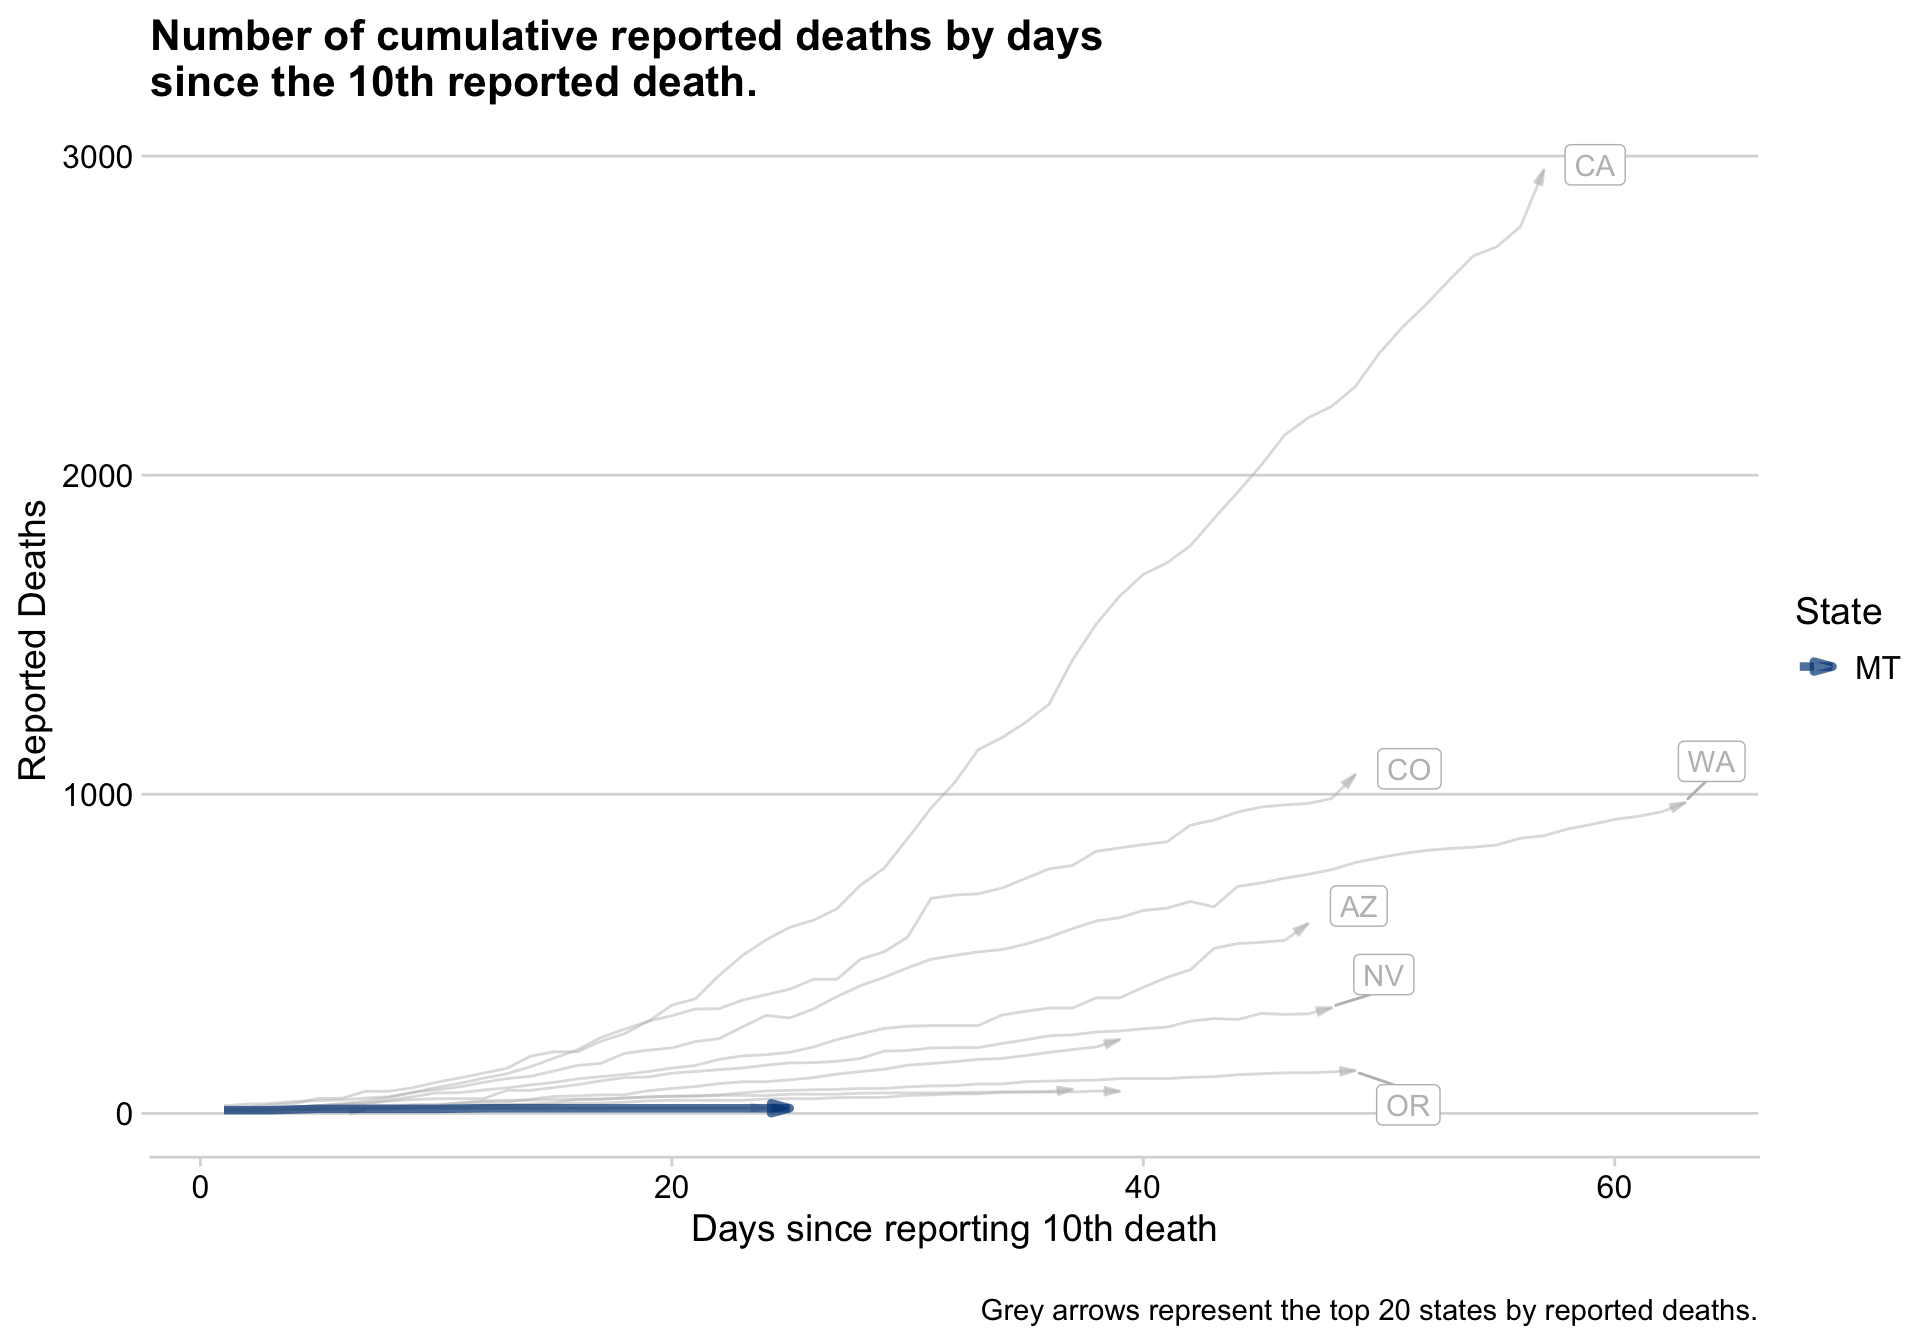 Number of cumulative reported deaths by days
since the 10th reported death.
3000
CA
2000
Reported Deaths
State
MT
WA
CO
1000
AZ
NV
OR
0
0 20 40 60
Days since reporting 10th death
Grey arrows represent the top 20 states by reported deaths.